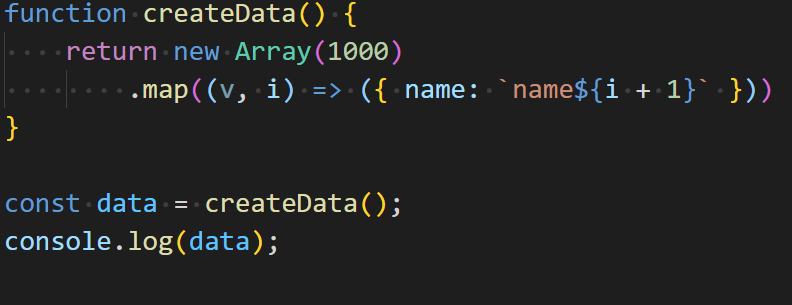 function createData() {
    return new Array(1000)
        .map((v, i) => ({ name: `name${i + 1}` }))
}
const data = createData();
console.log(data);